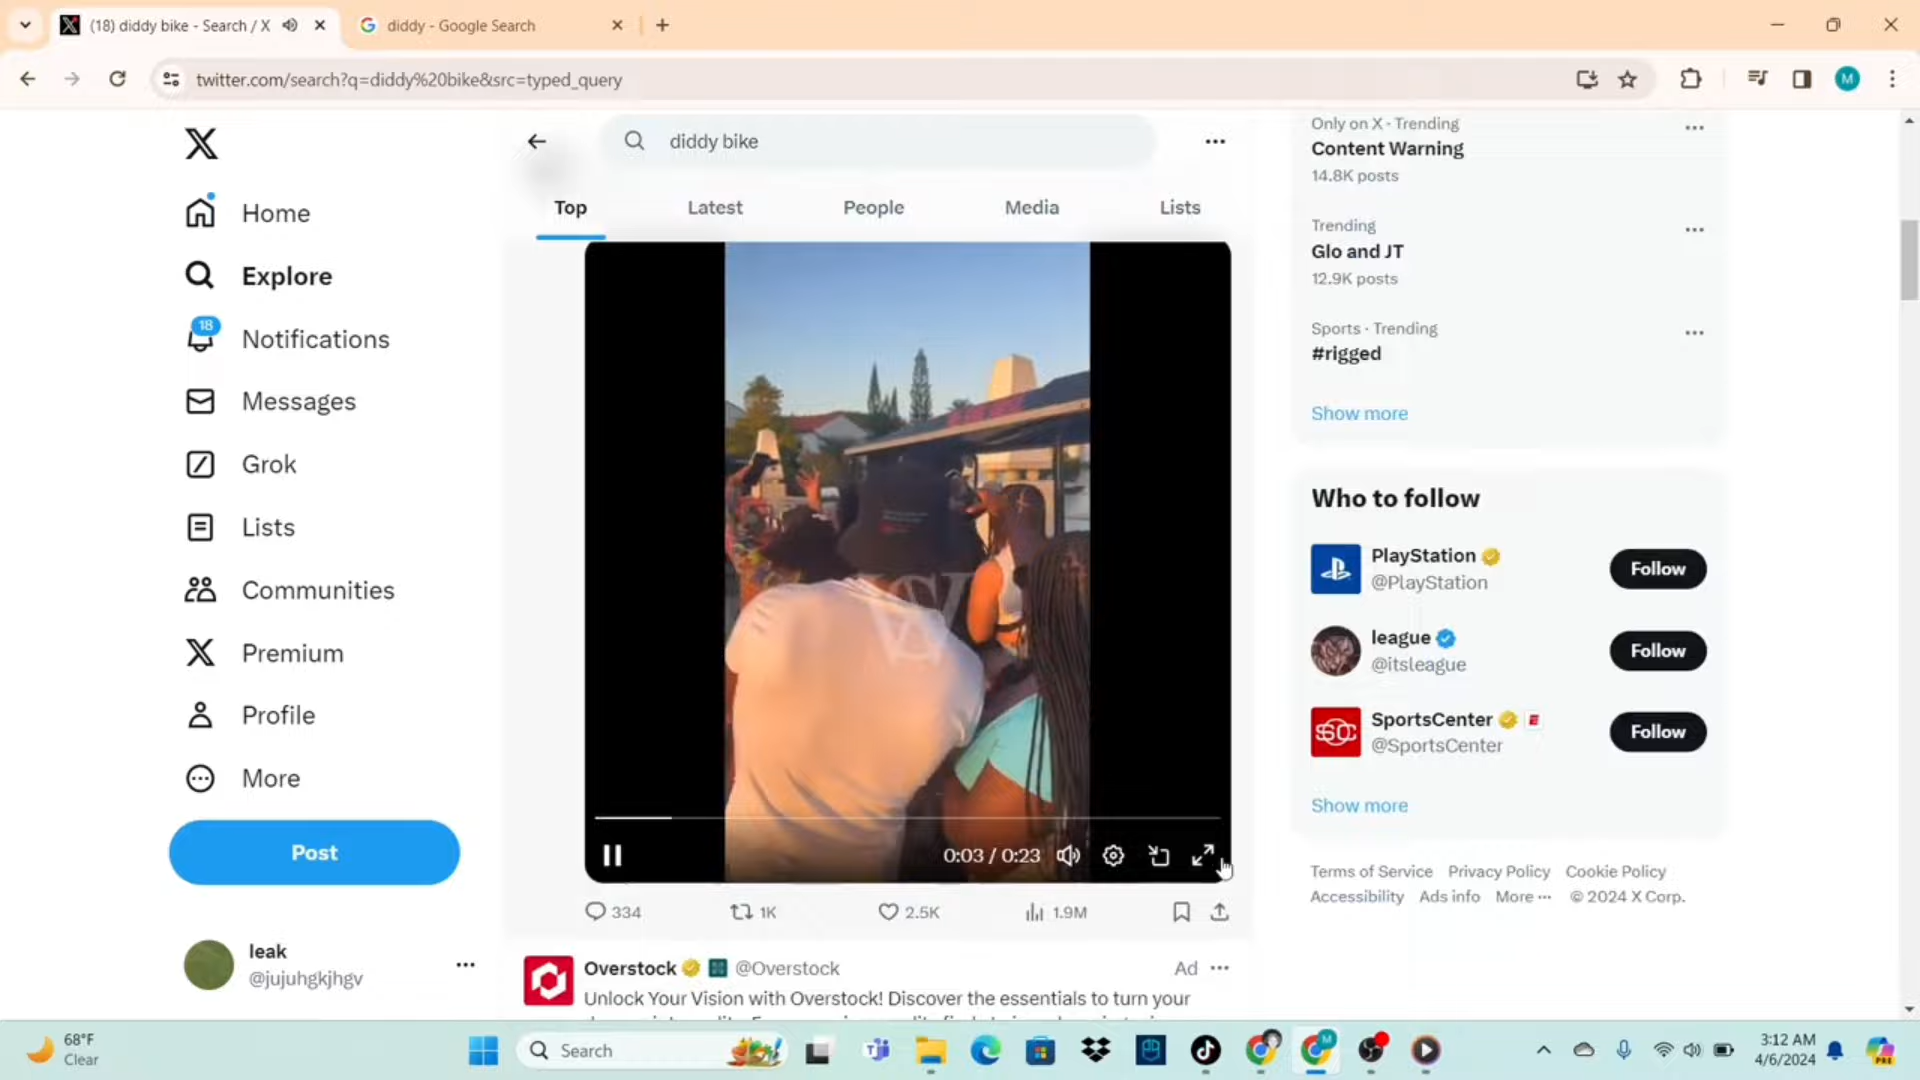 (18) diddy bike - Search / X
diddy - Google Search
twitter.com/search?q=diddy%20bike&src=typed_query
M
diddy bike
Top
Latest
People
Media
Lists
Home
Explore
18
Notifications
Messages
Grok
Lists
Communities
Premium
Profile
More
Post
leak
@jujuhgkjhgv
0:03 / 0:23
334
1K
2.5K
1.9M
Overstock
@Overstock
Ad
Unlock Your Vision with Overstock! Discover the essentials to turn your
Only on X · Trending
Content Warning
14.8K posts
Trending
Glo and JT
12.9K posts
Sports · Trending
#rigged
Show more
Who to follow
PlayStation
@PlayStation
Follow
league
@itsleague
Follow
SportsCenter
@SportsCenter
Follow
Show more
Terms of Service Privacy Policy Cookie Policy
Accessibility Ads info More ··· © 2024 X Corp.
68°F
Clear
Search
3:12 AM
4/6/2024